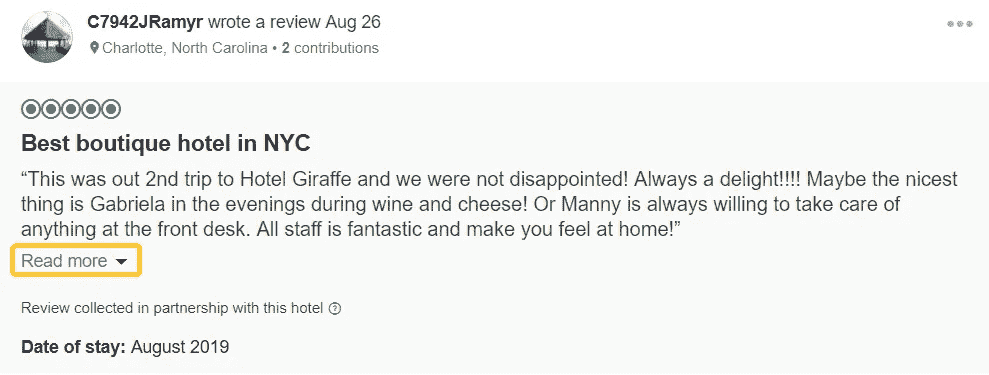 C7942JRamyr wrote a review Aug 26
Charlotte, North Carolina • 2 contributions
Best boutique hotel in NYC
“This was out 2nd trip to Hotel Giraffe and we were not disappointed! Always a delight!!!! Maybe the nicest
thing is Gabriela in the evenings during wine and cheese! Or Manny is always willing to take care of
anything at the front desk. All staff is fantastic and make you feel at home!”
Read more
Review collected in partnership with this hotel
Date of stay: August 2019